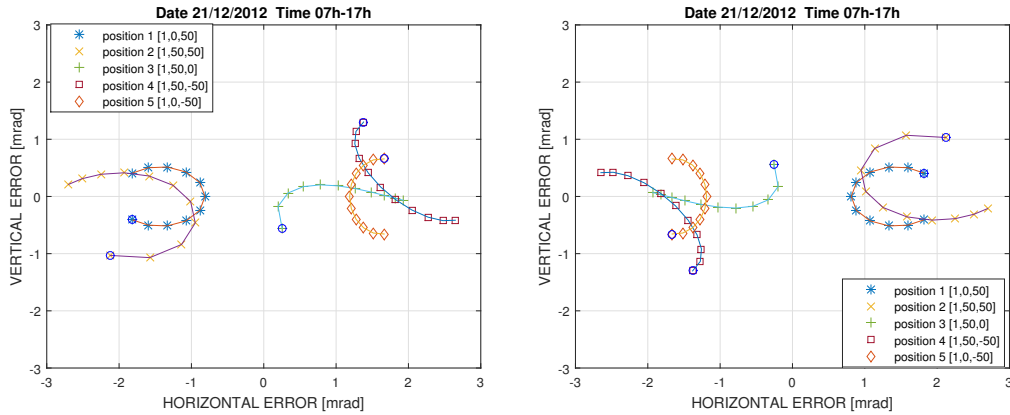 Date 21/12/2012  Time 07h-17h
3
2
1
0
-1
-2
-3
-3
-2
-1
0
1
2
3
VERTICAL ERROR [mrad]
HORIZONTAL ERROR [mrad]
position 1 [1,0,50]
position 2 [1,50,50]
position 3 [1,50,0]
position 4 [1,50,-50]
position 5 [1,0,-50]
Date 21/12/2012  Time 07h-17h
3
2
1
0
-1
-2
-3
-3
-2
-1
0
1
2
3
VERTICAL ERROR [mrad]
HORIZONTAL ERROR [mrad]
position 1 [1,0,50]
position 2 [1,50,50]
position 3 [1,50,0]
position 4 [1,50,-50]
position 5 [1,0,-50]